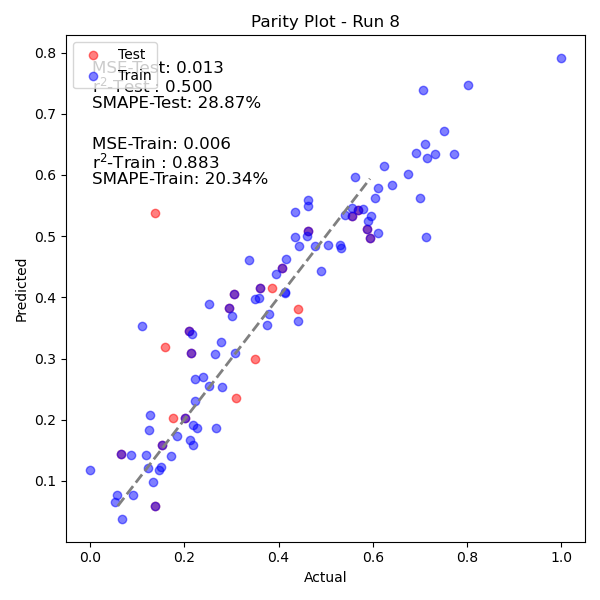 Parity Plot - Run 8
Test
Train
MSE-Test: 0.013
r²-Test : 0.500
SMAPE-Test: 28.87%
MSE-Train: 0.006
r²-Train : 0.883
SMAPE-Train: 20.34%
Predicted
0.8
0.7
0.6
0.5
0.4
0.3
0.2
0.1
0.0 0.2 0.4 0.6 0.8 1.0
Actual